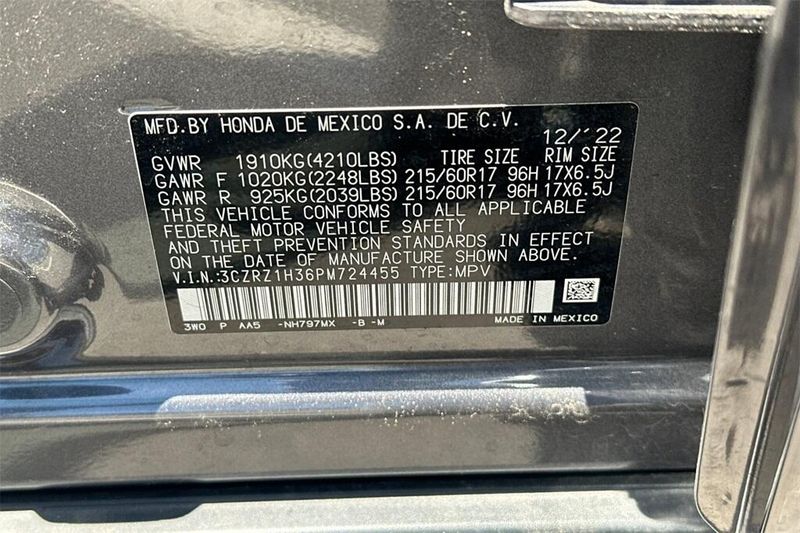 MFD.BY HONDA DE MEXICO S.A. DE C.V.
12/'22
GVWR 1910KG(4210LBS) TIRE SIZE RIM SIZE
GAWR F 1020KG(2248LBS) 215/60R17 96H 17X6.5J
GAWR R 925KG(2039LBS) 215/60R17 96H 17X6.5J
THIS VEHICLE CONFORMS TO ALL APPLICABLE
FEDERAL MOTOR VEHICLE SAFETY
AND THEFT PREVENTION STANDARDS IN EFFECT
ON THE DATE OF MANUFACTURE SHOWN ABOVE.
V.I.N.:3CZRZ1H36PM724455 TYPE:MPV
3W0 P AA5 -NH797MX -B -M MADE IN MEXICO